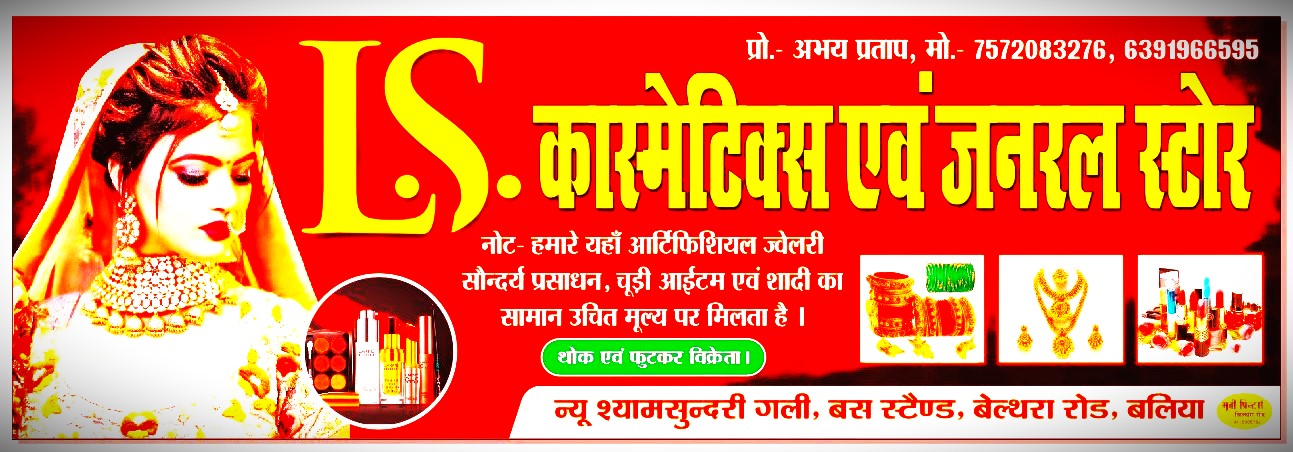 प्रो.- अभय प्रताप, मो.- 7572083276, 6391966595
L.S. कास्मेटिक्स एवं जनरल स्टोर
नोट- हमारे यहाँ आर्टिफिशियल ज्वेलरी
सौन्दर्य प्रसाधन, चूड़ी आईटम एवं शादी का
सामान उचित मूल्य पर मिलता है ।
थोक एवं फुटकर विक्रेता।
न्यू श्यामसुन्दरी गली, बस स्टैण्ड, बेल्थरा रोड, बलिया